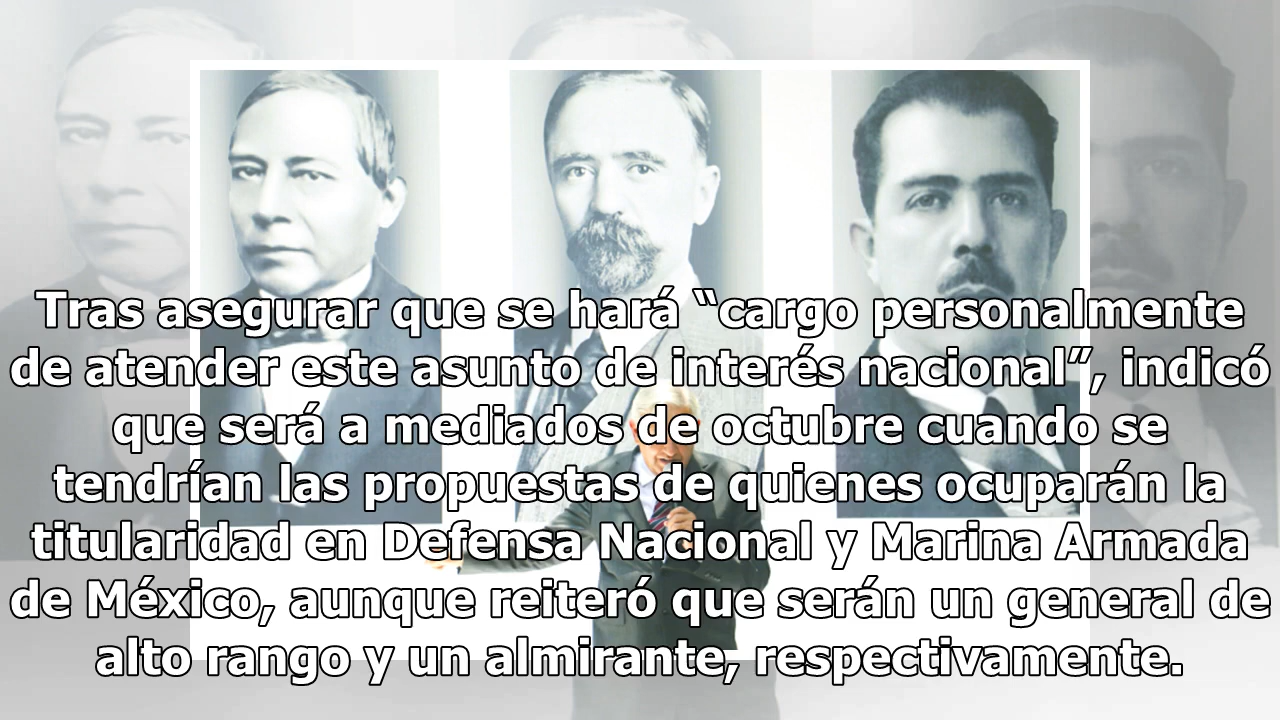 Tras asegurar que se hará “cargo personalmente
de atender este asunto de interés nacional”, indicó
que será a mediados de octubre cuando se
tendrían las propuestas de quienes ocuparán la
titularidad en Defensa Nacional y Marina Armada
de México, aunque reiteró que serán un general de
alto rango y un almirante, respectivamente.